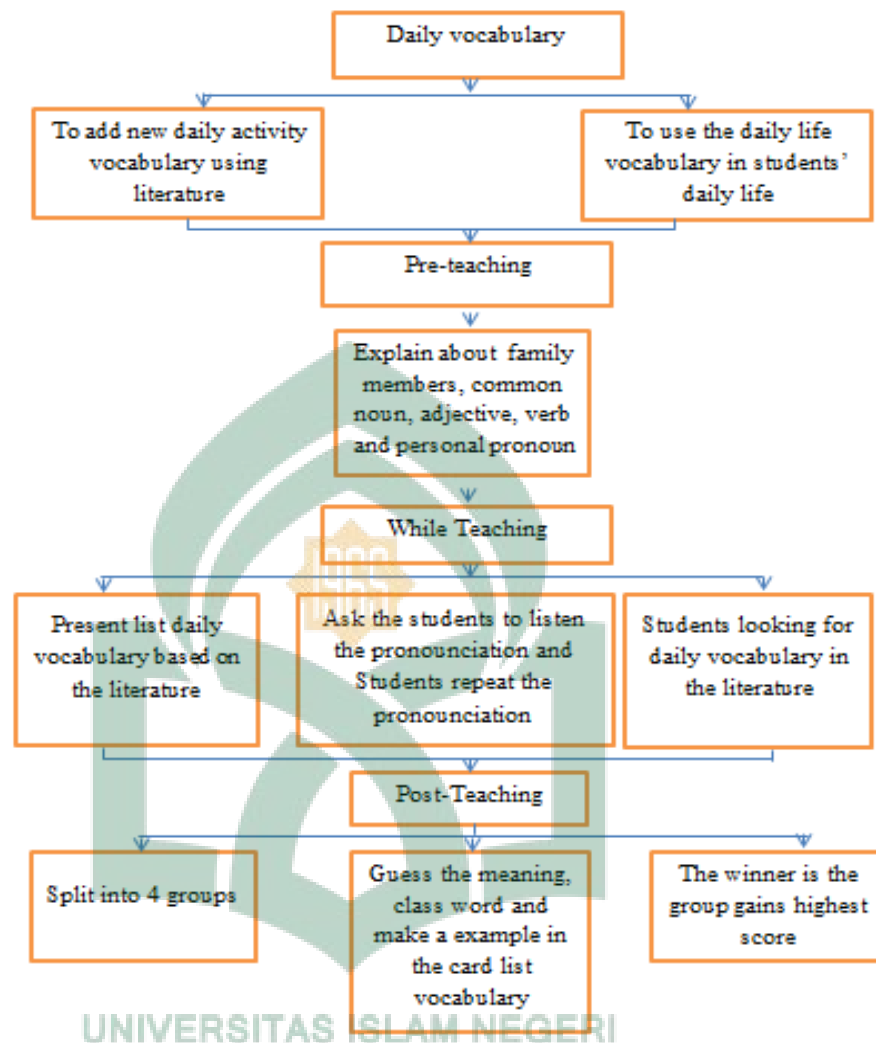 Daily vocabulary
To add new daily activity
vocabulary using
literature
To use the daily life
vocabulary in students'
daily life
Pre-teaching
Explain about family
members, common
noun, adjective, verb
and personal pronoun
While Teaching
Present list daily
vocabulary based on
the literature
Ask the students to listen
the pronounciation and
Students repeat the
pronounciation
Students looking for
daily vocabulary in
the literature
Post-Teaching
Split into 4 groups
Guess the meaning,
class word and
make a example in
the card list
vocabulary
The winner is the
group gains highest
score
UNIVERSITAS ISLAM NEGERI